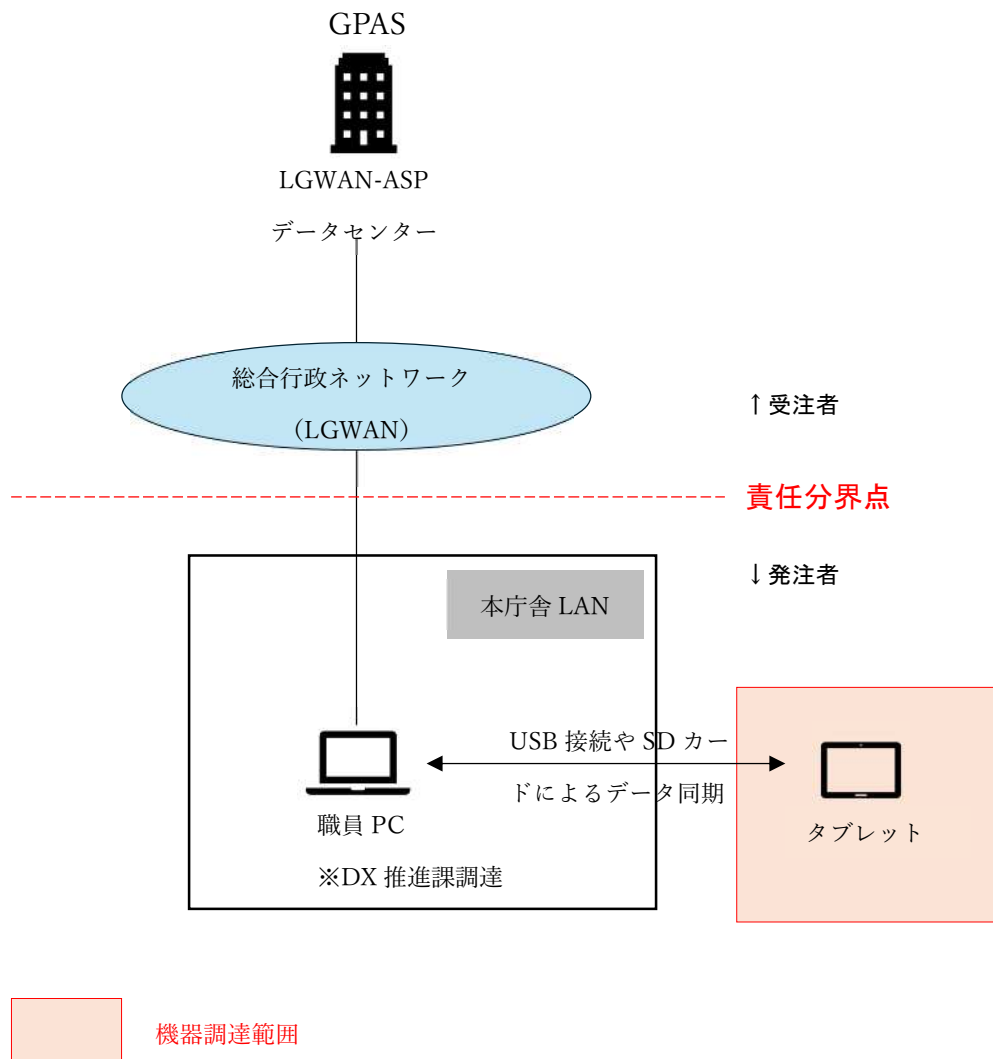 GPAS
LGWAN-ASP
データセンター
総合行政ネットワーク
（LGWAN）
↑受注者
責任分界点
↓発注者
本庁舎 LAN
USB 接続や SD カー
ドによるデータ同期
職員 PC
タブレット
※DX 推進課調達
機器調達範囲